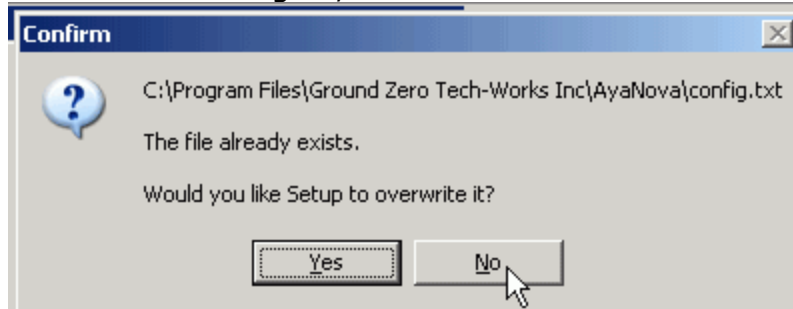 Confirm
C:\Program Files\Ground Zero Tech-Works Inc\AyaNova\config.txt
The file already exists.
Would you like Setup to overwrite it?
Yes
No